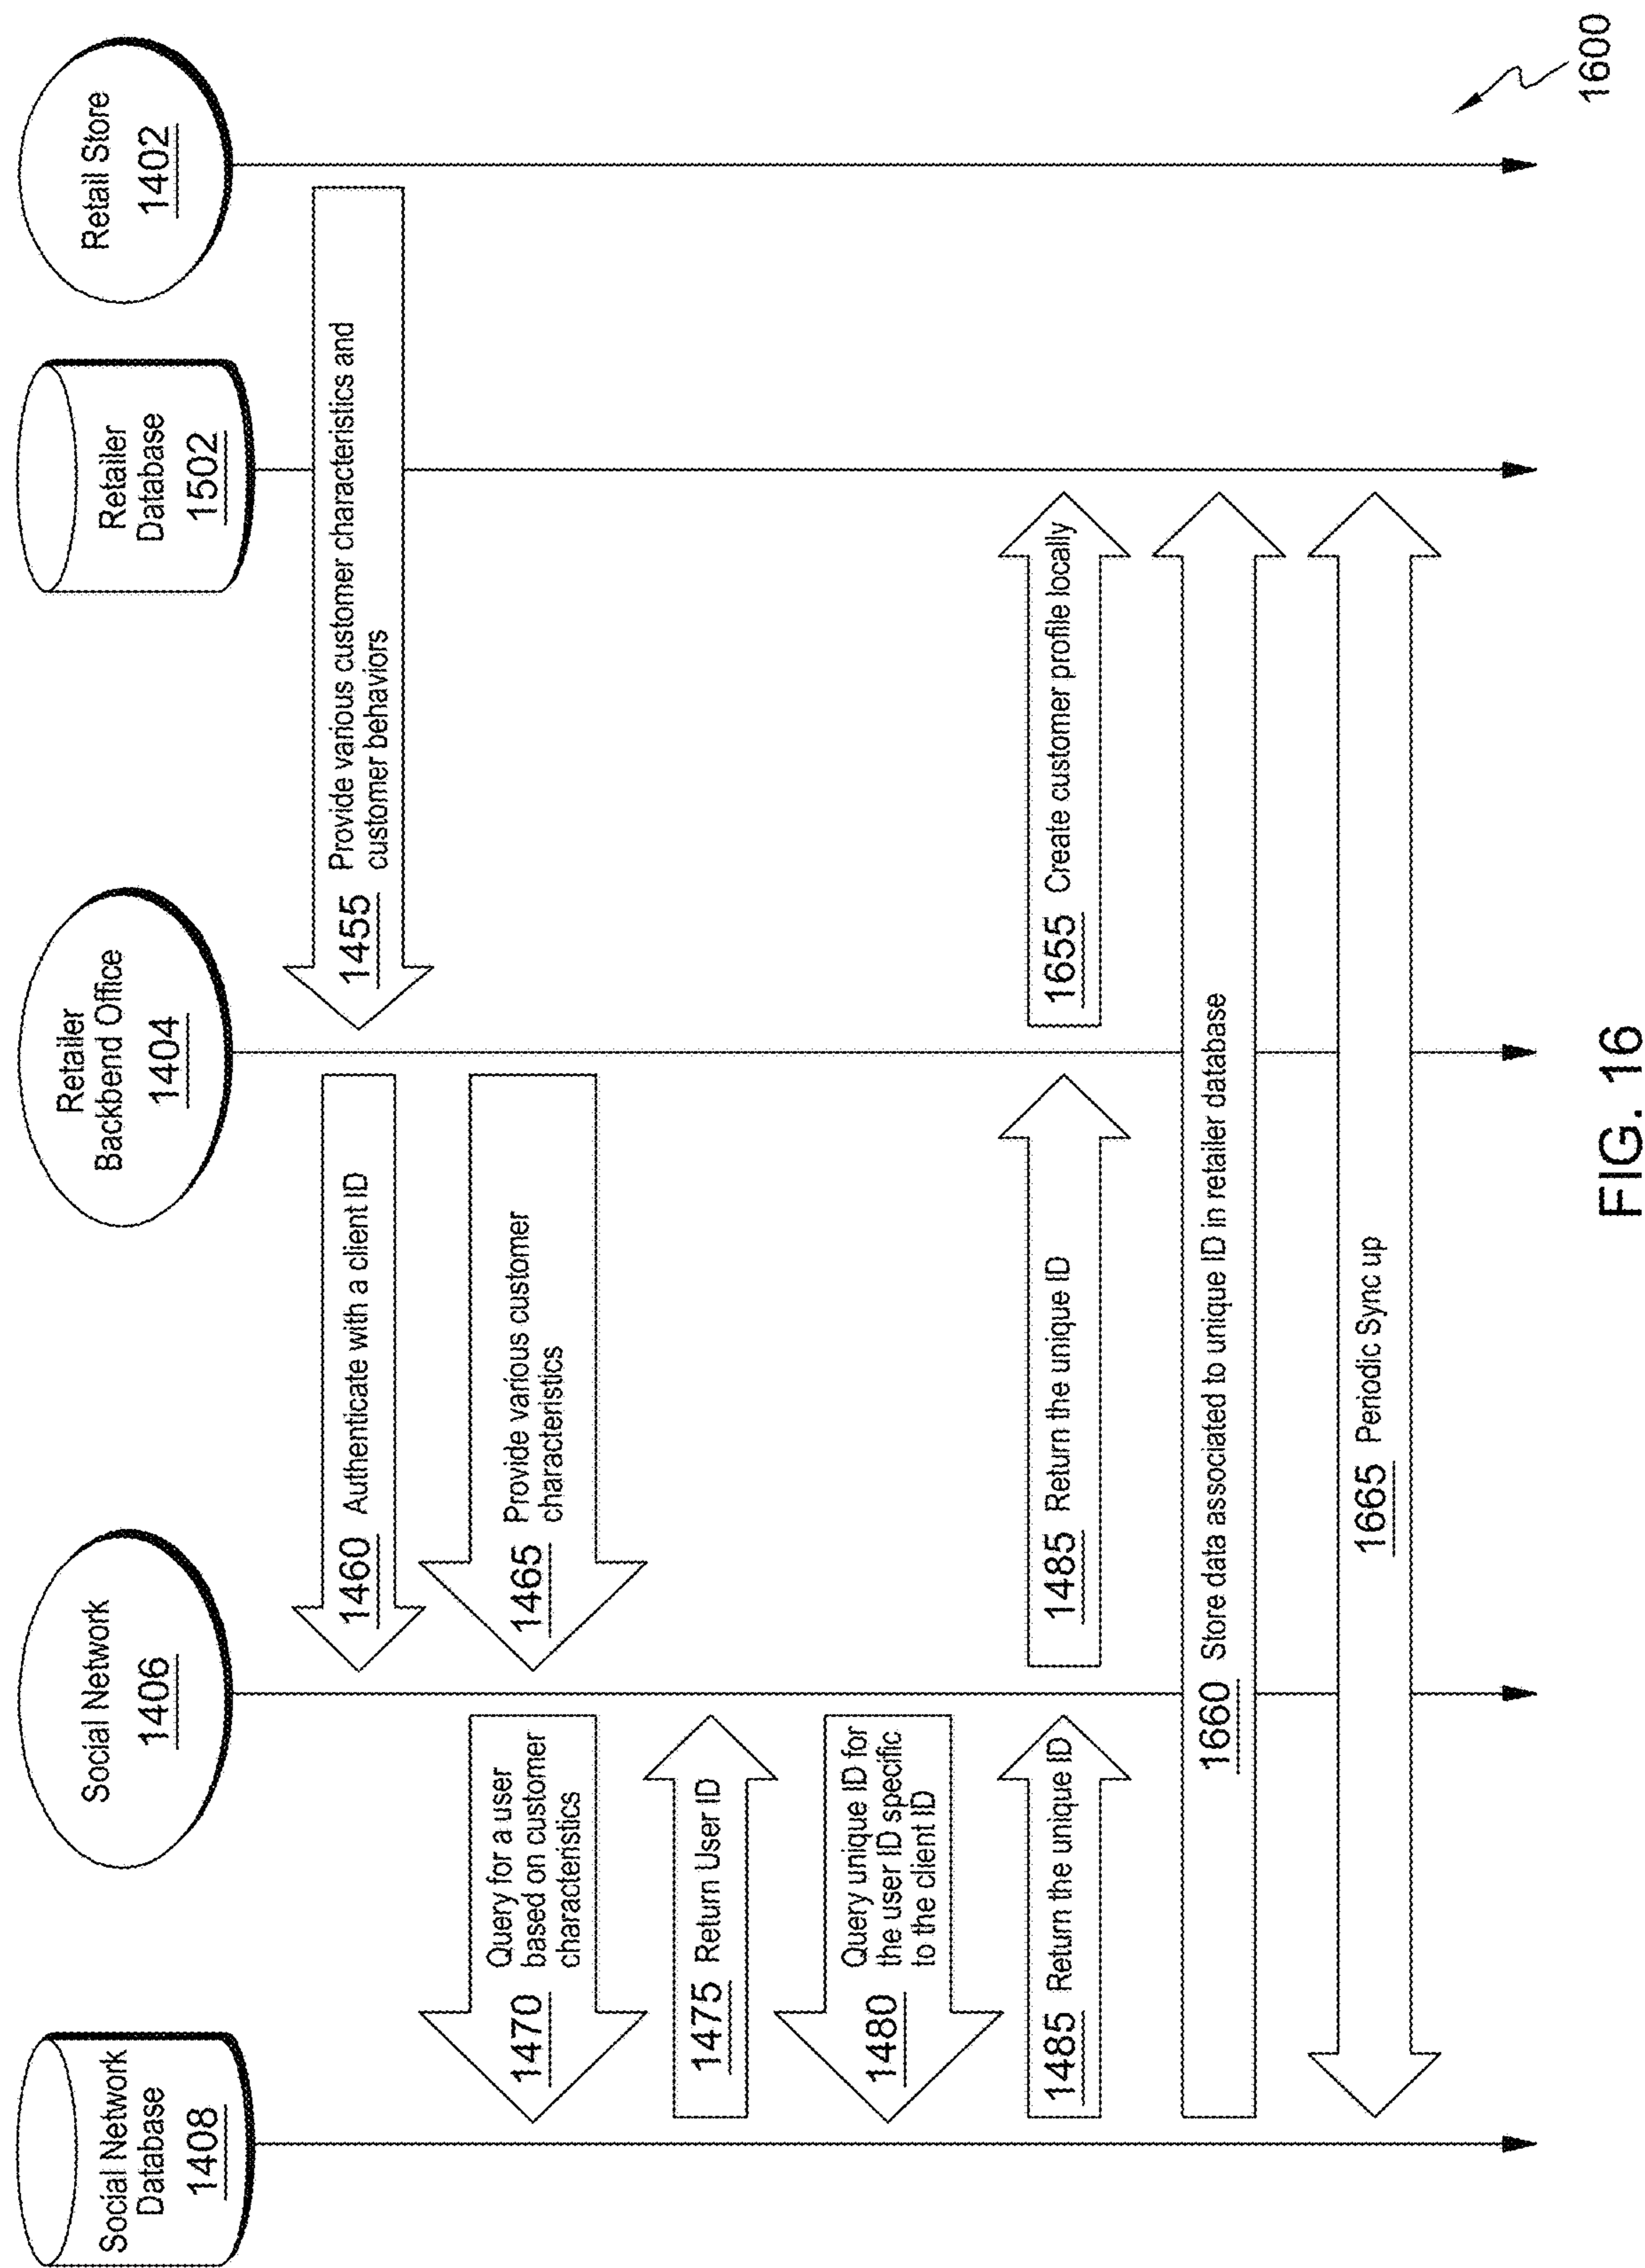 Social Network
Database
1408
Social Network
1406
Retailer
Backbend Office
1404
Retailer
Database
1502
Retail Store
1402
1455 Provide various customer characteristics and
customer behaviors
1460 Authenticate with a client ID
1465 Provide various customer
characteristics
1470 Query for a user
based on customer
characteristics
1475 Return User ID
1480 Query unique ID for
the user ID specific
to the client ID
1485 Return the unique ID
1485 Return the unique ID
1655 Create customer profile locally
1660 Store data associated to unique ID in retailer database
1665 Periodic Sync up
1600
FIG. 16